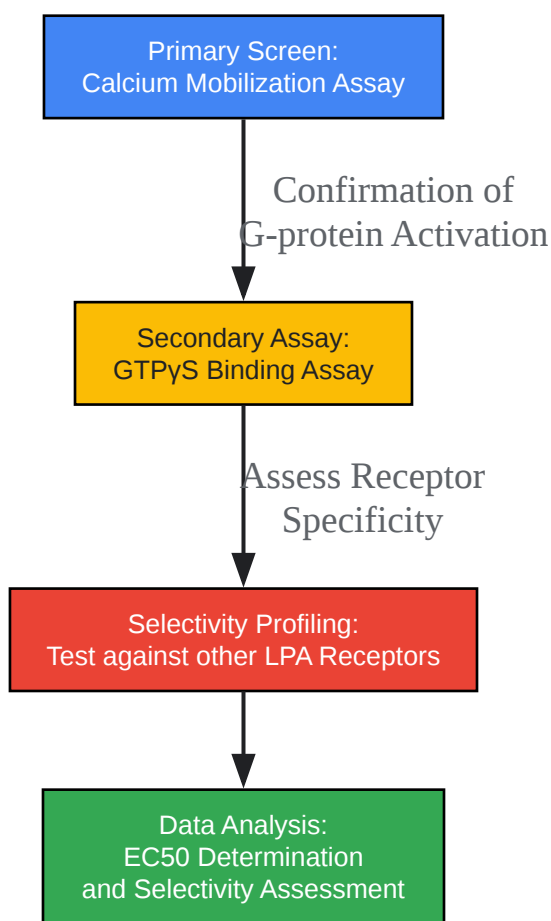 Primary Screen:
Calcium Mobilization Assay
Confirmation of
G-protein Activation
Secondary Assay:
GTPγS Binding Assay
Assess Receptor
Specificity
Selectivity Profiling:
Test against other LPA Receptors
Data Analysis:
EC50 Determination
and Selectivity Assessment